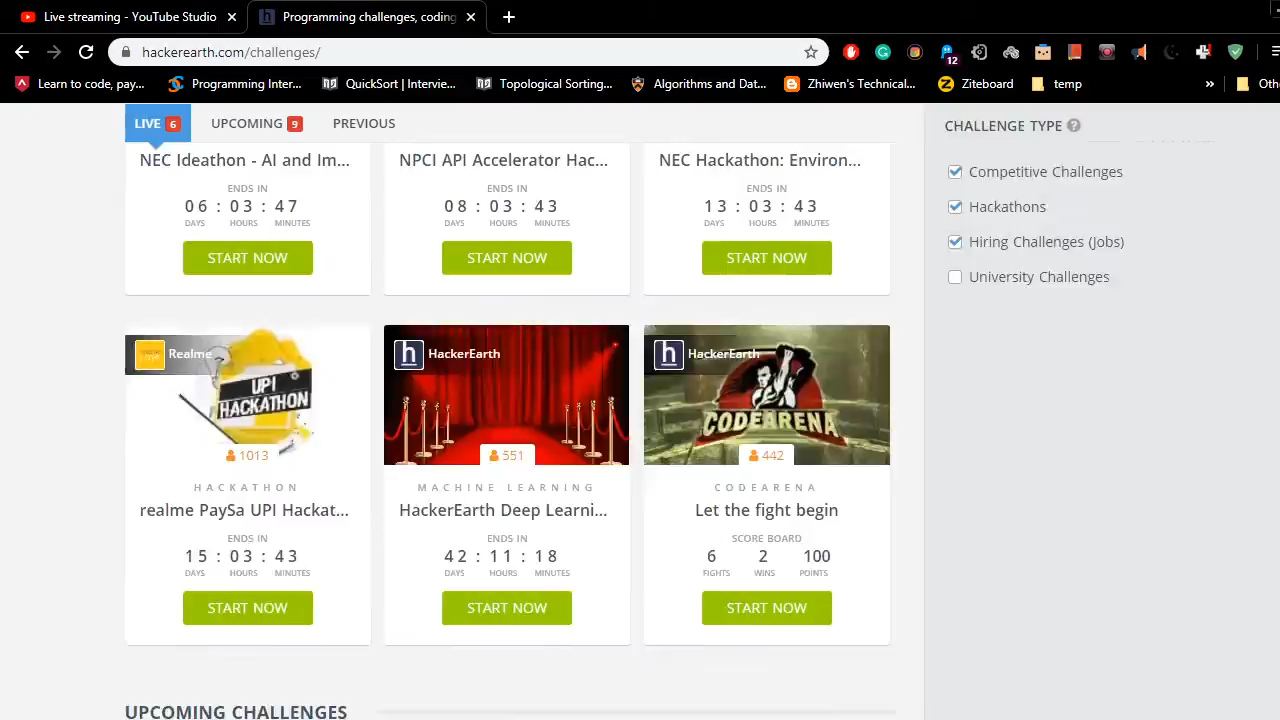 Live streaming - YouTube Studio
Programming challenges, coding
hackerearth.com/challenges/
12
Learn to code, pay...
Programming Inter...
QuickSort | Intervie...
Topological Sorting...
Algorithms and Dat...
Zhiwen's Technical...
Ziteboard
temp
»
Othe
LIVE 6
UPCOMING 9
PREVIOUS
CHALLENGE TYPE ?
Competitive Challenges
Hackathons
Hiring Challenges (Jobs)
University Challenges
NEC Ideathon - AI and Im...
ENDS IN
06 : 03 : 47
DAYS HOURS MINUTES
START NOW
NPCI API Accelerator Hac...
ENDS IN
08 : 03 : 43
DAYS HOURS MINUTES
START NOW
NEC Hackathon: Environ...
ENDS IN
13 : 03 : 43
DAYS HOURS MINUTES
START NOW
Realme
UPI
HACKATHON
1013
HACKATHON
realme PaySa UPI Hackat...
ENDS IN
15 : 03 : 43
DAYS HOURS MINUTES
START NOW
h HackerEarth
551
MACHINE LEARNING
HackerEarth Deep Learni...
ENDS IN
42 : 11 : 18
DAYS HOURS MINUTES
START NOW
h HackerEarth
CODEARENA
442
CODEARENA
Let the fight begin
SCORE BOARD
6 2 100
FIGHTS WINS POINTS
START NOW
UPCOMING CHALLENGES